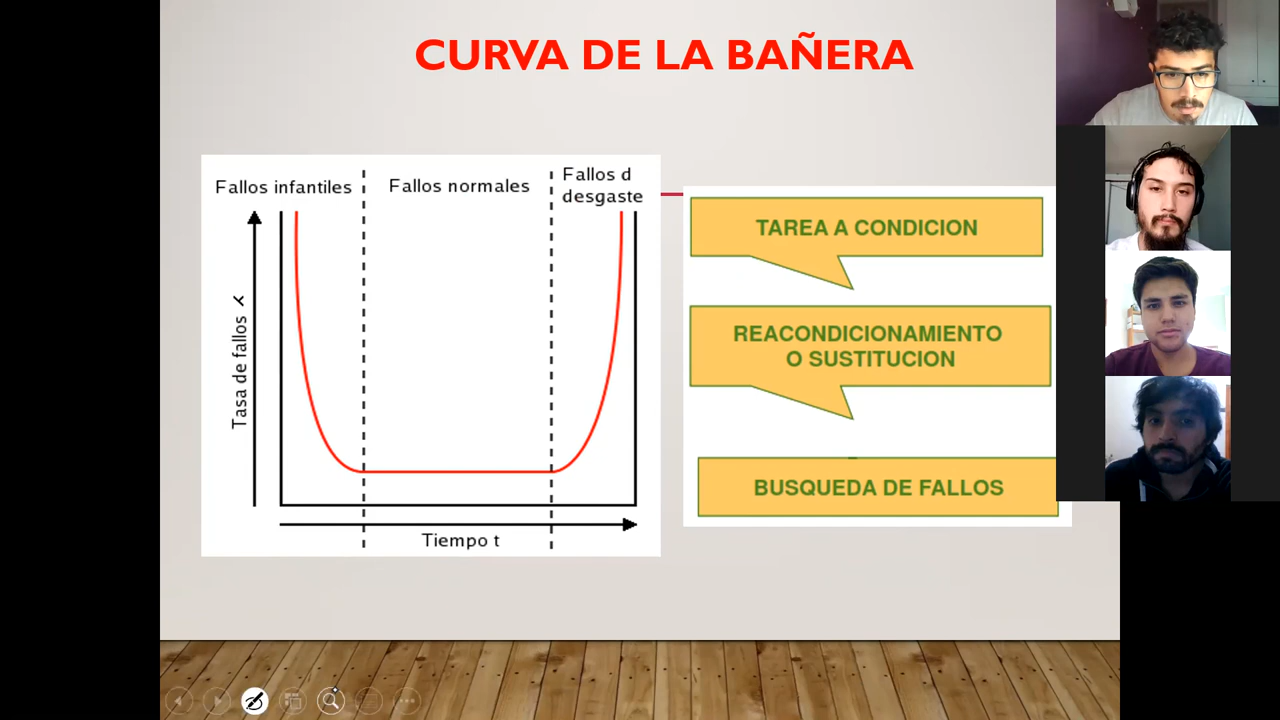 CURVA DE LA BAÑERA
Fallos infantiles
Fallos normales
Fallos d
desgaste
Tasa de fallos λ
Tiempo t
TAREA A CONDICION
REACONDICIONAMIENTO
O SUSTITUCION
BUSQUEDA DE FALLOS